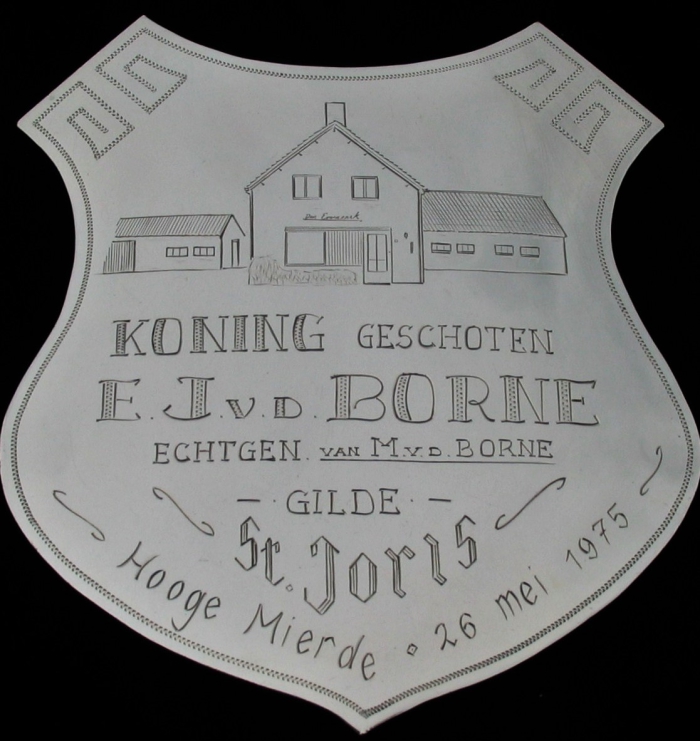 KONING GESCHOTEN
E.J.v.D. BORNE
ECHTGEN. VAN M.v.D. BORNE
- · GILDE · -
St. Joris
Hooge Mierde ∘ 26 mei 1975